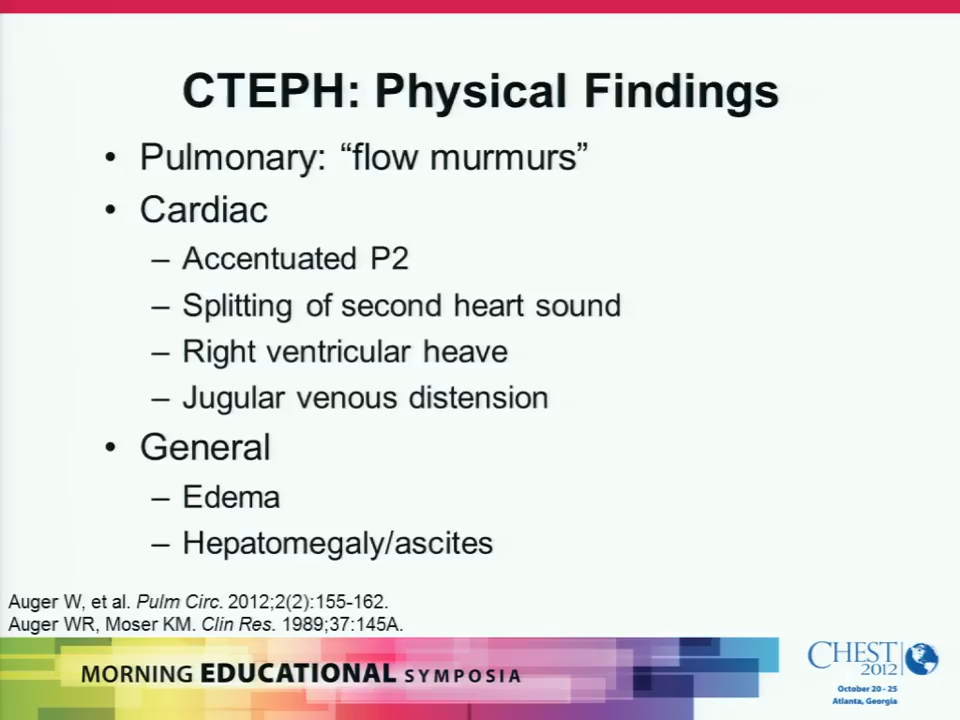 CTEPH: Physical Findings
• Pulmonary: “flow murmurs”
• Cardiac
– Accentuated P2
– Splitting of second heart sound
– Right ventricular heave
– Jugular venous distension
• General
– Edema
– Hepatomegaly/ascites
Auger W, et al. Pulm Circ. 2012;2(2):155-162.
Auger WR, Moser KM. Clin Res. 1989;37:145A.
MORNING EDUCATIONAL SYMPOSIA
CHEST
2012
October 20 - 25
Atlanta, Georgia